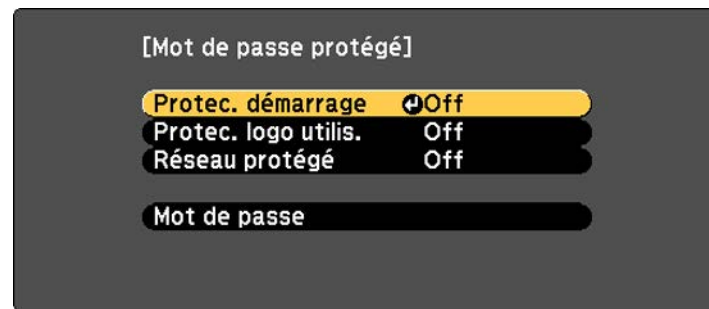 [Mot de passe protégé]
Protec. démarrage Off
Protec. logo utilis. Off
Réseau protégé Off
Mot de passe